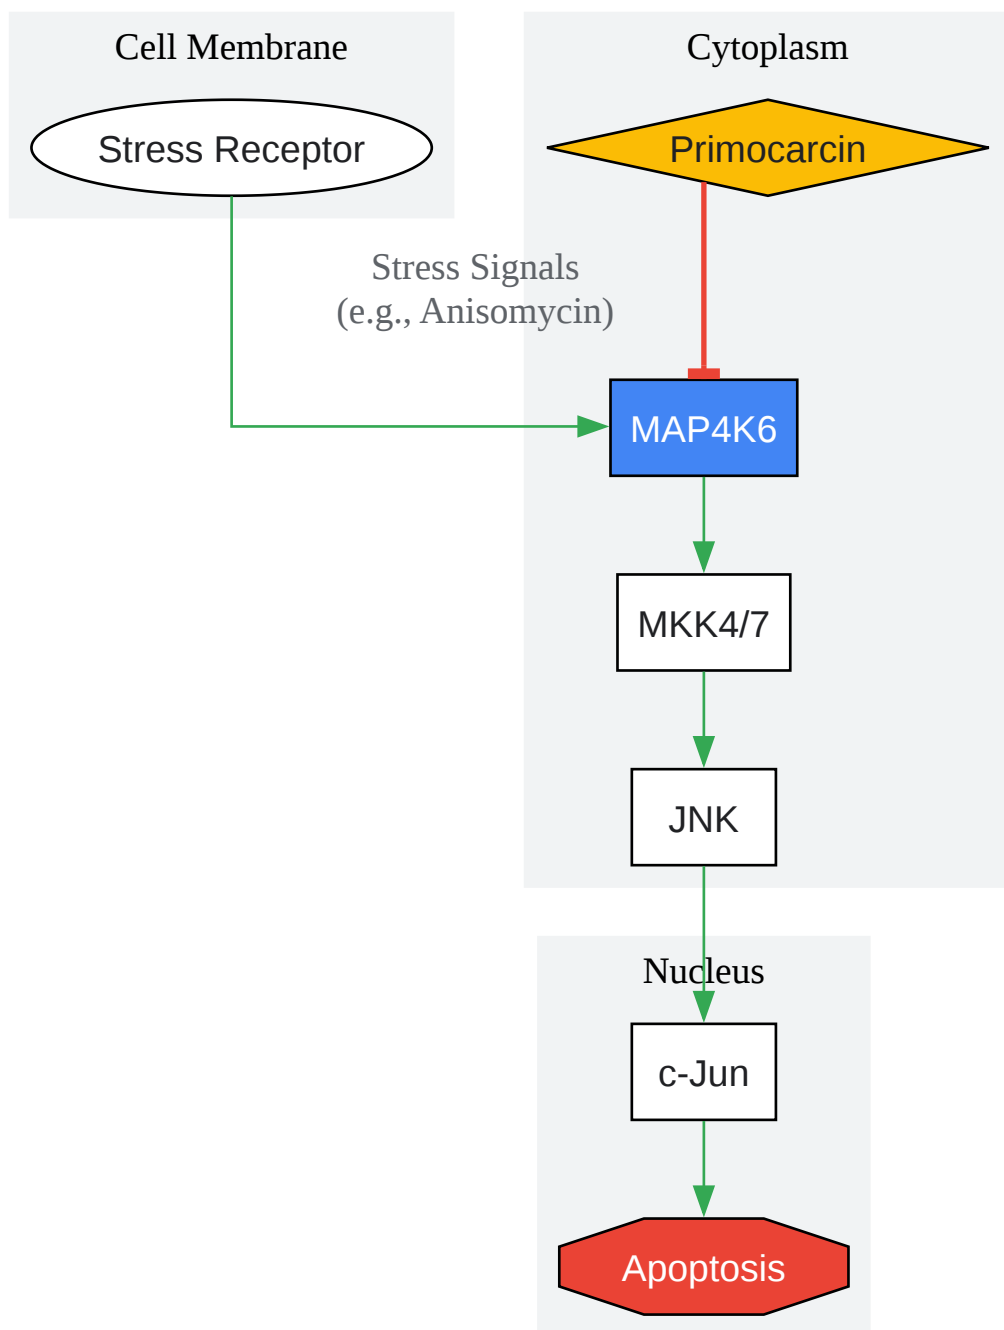 Cell Membrane
Cytoplasm
Stress Receptor
Primocarcin
Stress Signals
(e.g., Anisomycin)
MAP4K6
MKK4/7
JNK
Nucleus
c-Jun
Apoptosis